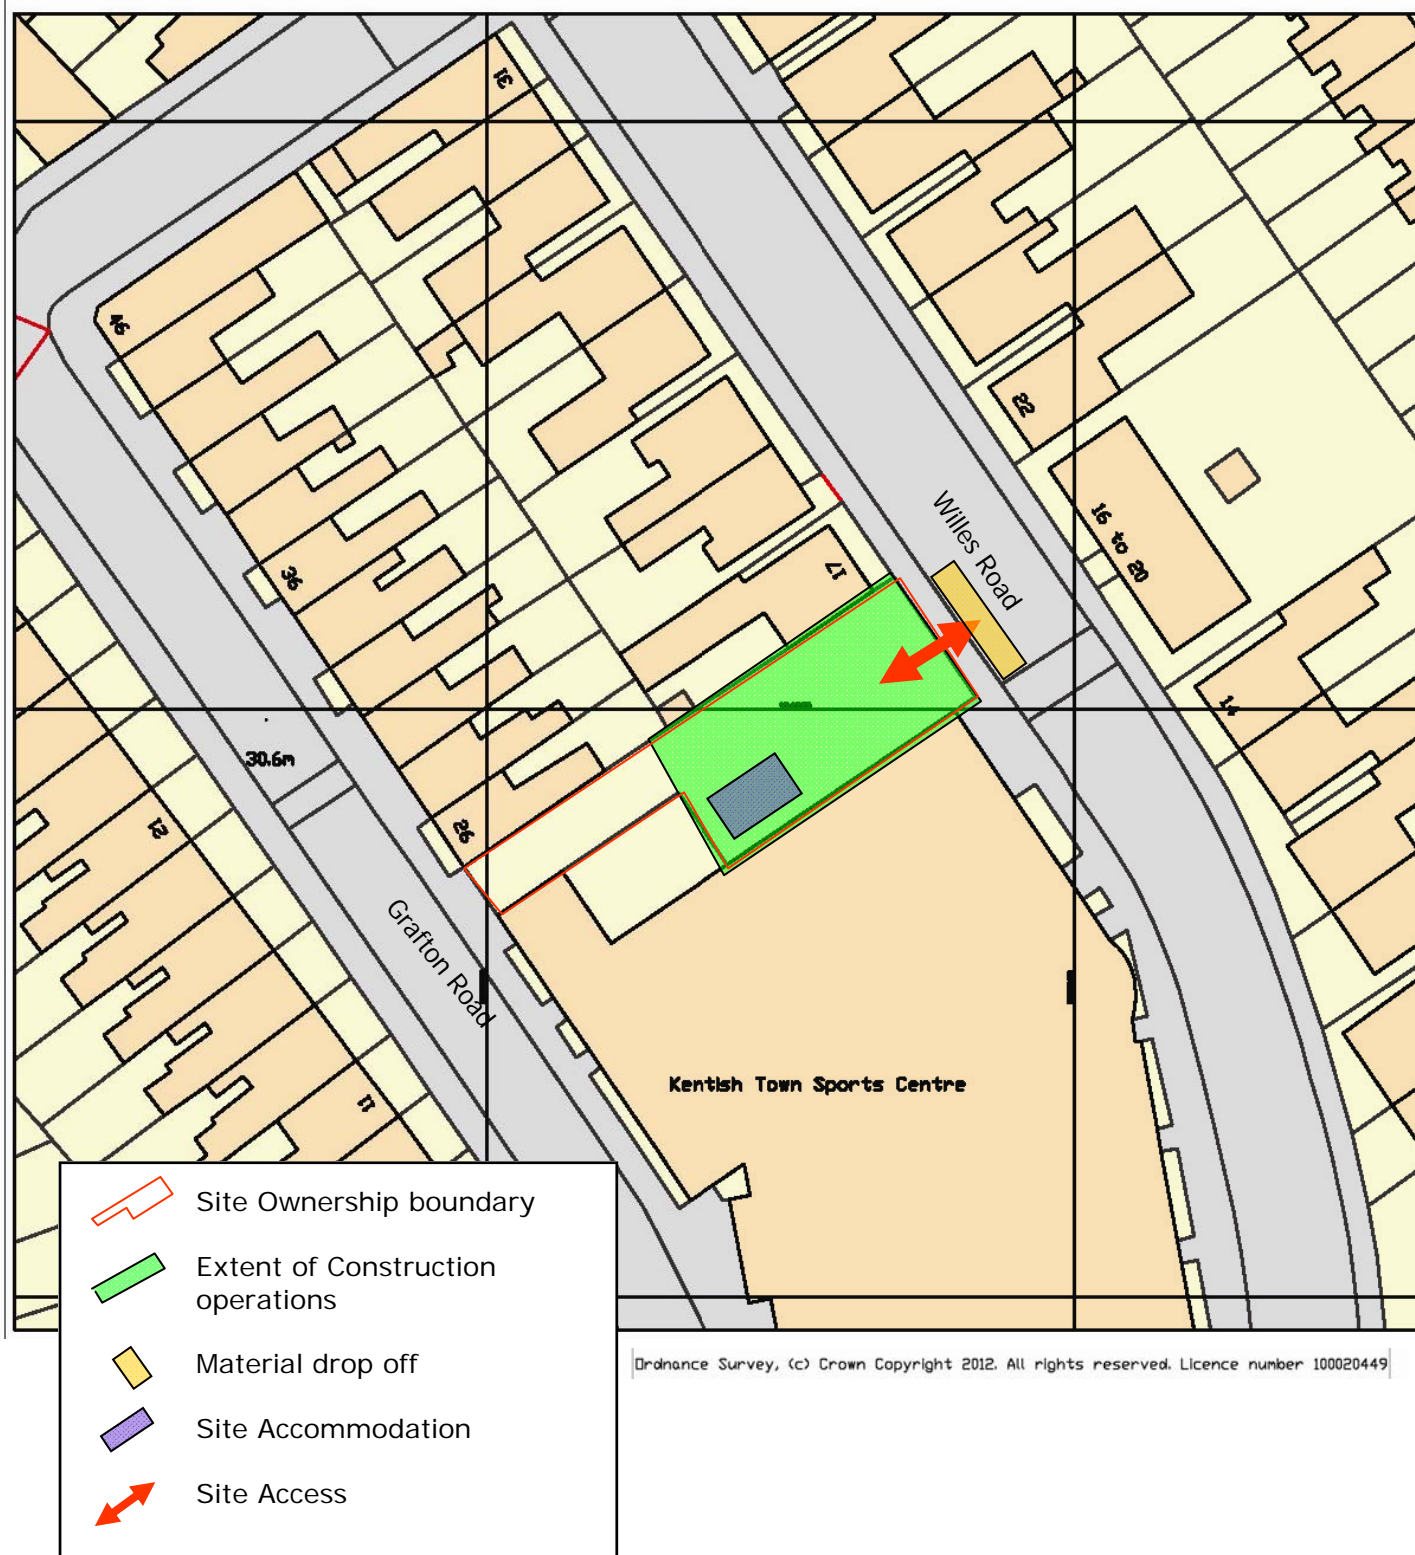 31
46
22
Willes Road
16 to 20
17
36
14
30.6m
26
12
Grafton Road
11
Kentish Town Sports Centre
Site Ownership boundary
Extent of Construction
operations
Material drop off
Site Accommodation
Site Access
Ordnance Survey, (c) Crown Copyright 2012. All rights reserved. Licence number 100020449